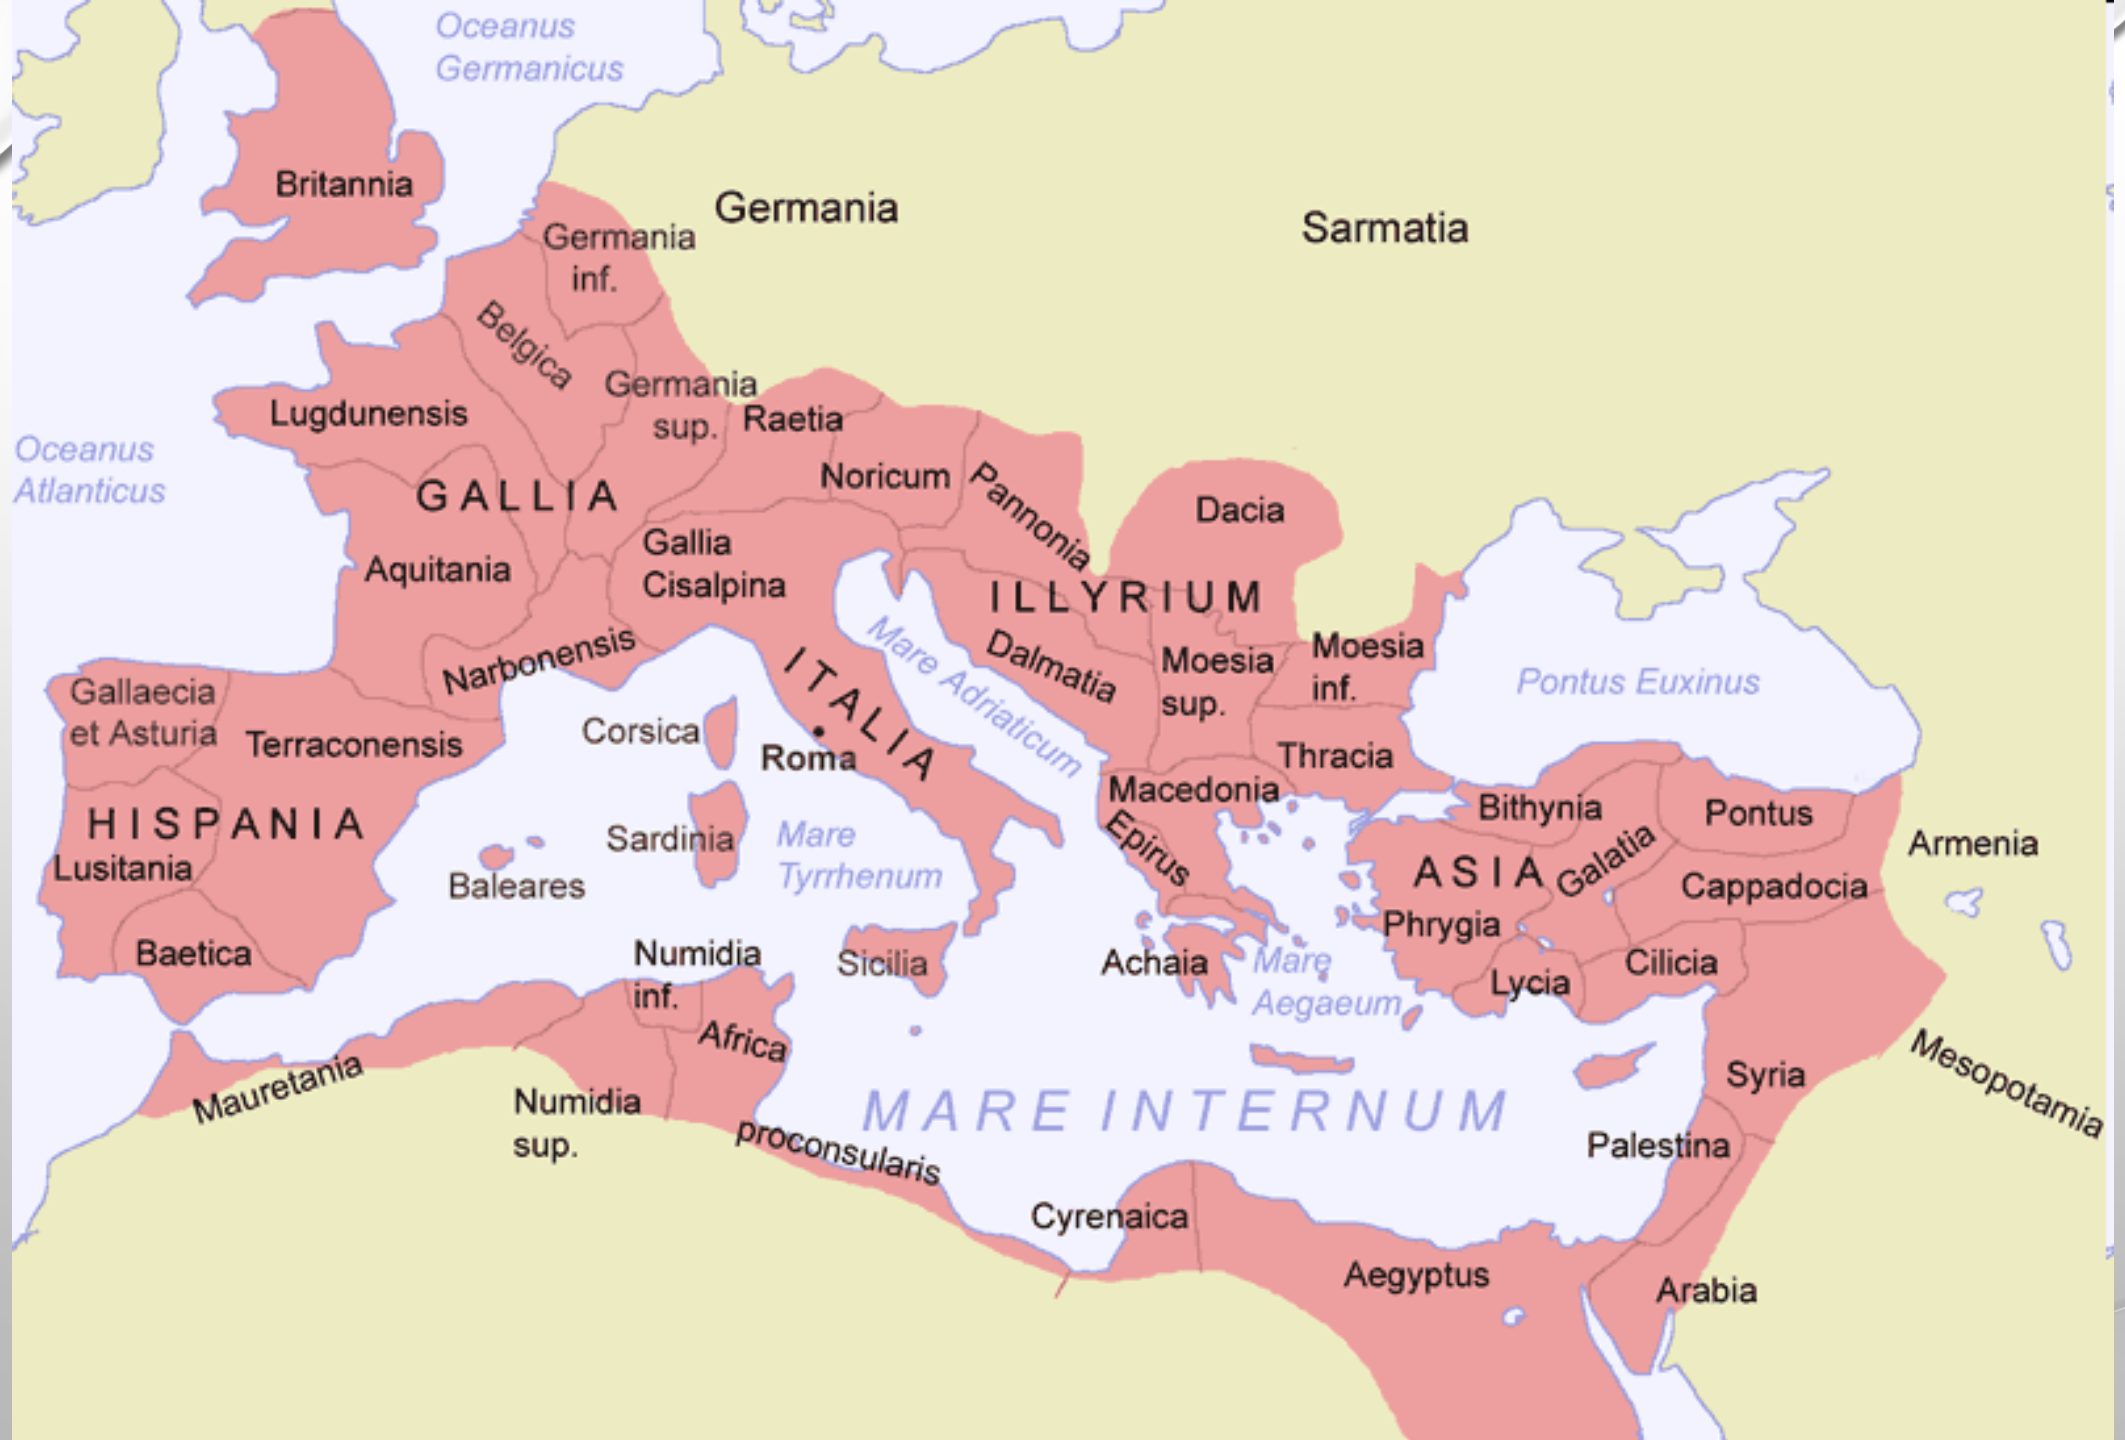 Oceanus
Germanicus
Britannia
Germania
Sarmatia
Germania
inf.
Belgica
Germania
sup.
Raetia
Lugdunensis
Oceanus
Atlanticus
GALLIA
Noricum
Pannonia
Dacia
Gallia
Cisalpina
Aquitania
ILLYRIUM
Narbonensis
ITALIA
Mare Adriaticum
Dalmatia
Moesia
sup.
Moesia
inf.
Pontus Euxinus
Gallaecia
et Asturia
Terraconensis
Corsica
Roma
Thracia
Macedonia
Epirus
Bithynia
Pontus
Armenia
HISPANIA
Lusitania
Baleares
Sardinia
Mare
Tyrrhenum
ASIA
Galatia
Cappadocia
Phrygia
Baetica
Numidia
inf.
Sicilia
Achaia
Mare
Aegaeum
Lycia
Cilicia
Mauretania
Numidia
sup.
Africa
proconsularis
MARE INTERNUM
Syria
Mesopotamia
Palestina
Cyrenaica
Aegyptus
Arabia